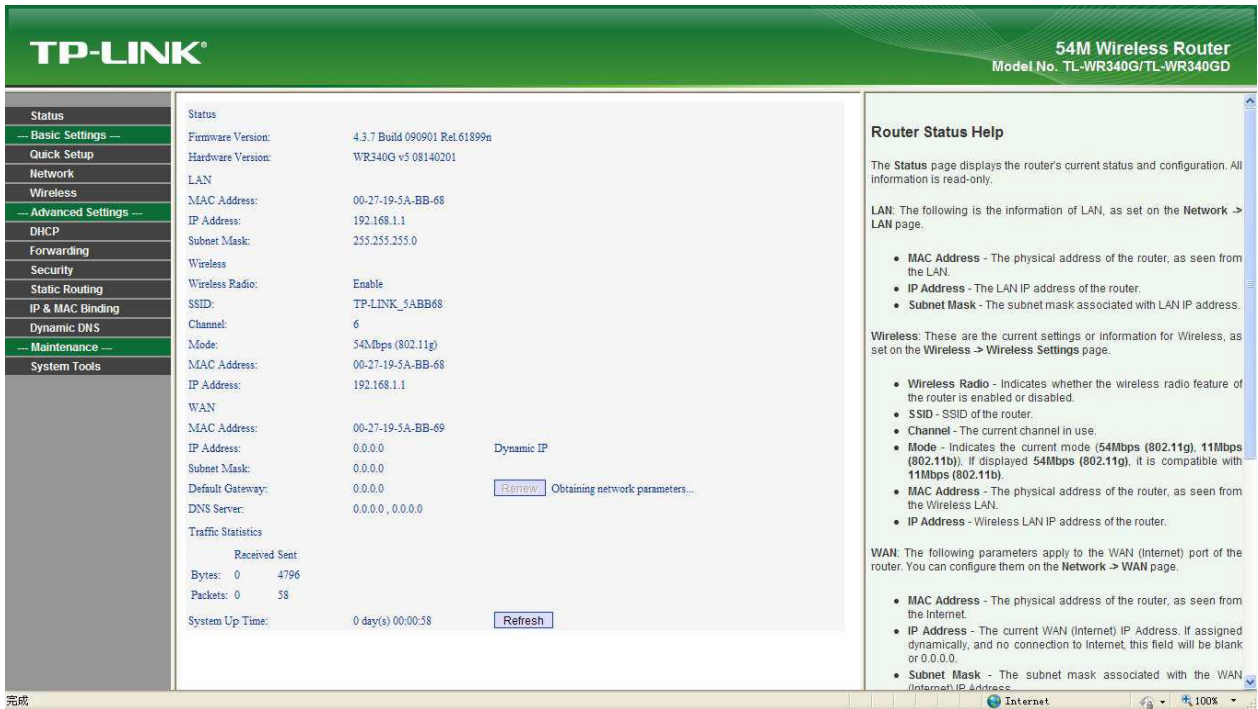 TP-LINK®
54M Wireless Router
Model No. TL-WR340G/TL-WR340GD
Status
--- Basic Settings ---
Quick Setup
Network
Wireless
--- Advanced Settings ---
DHCP
Forwarding
Security
Static Routing
IP & MAC Binding
Dynamic DNS
--- Maintenance ---
System Tools
Status
Firmware Version: 4.3.7 Build 090901 Rel.61899n
Hardware Version: WR340G v5 08140201
LAN
MAC Address: 00-27-19-5A-BB-68
IP Address: 192.168.1.1
Subnet Mask: 255.255.255.0
Wireless
Wireless Radio: Enable
SSID: TP-LINK_5ABB68
Channel: 6
Mode: 54Mbps (802.11g)
MAC Address: 00-27-19-5A-BB-68
IP Address: 192.168.1.1
WAN
MAC Address: 00-27-19-5A-BB-69
IP Address: 0.0.0.0 Dynamic IP
Subnet Mask: 0.0.0.0
Default Gateway: 0.0.0.0 Renew Obtaining network parameters...
DNS Server: 0.0.0.0 , 0.0.0.0
Traffic Statistics
Received Sent
Bytes: 0 4796
Packets: 0 58
System Up Time: 0 day(s) 00:00:58 Refresh
Router Status Help
The Status page displays the router's current status and configuration. All
information is read-only.
LAN: The following is the information of LAN, as set on the Network ->
LAN page.
• MAC Address - The physical address of the router, as seen from
the LAN.
• IP Address - The LAN IP address of the router.
• Subnet Mask - The subnet mask associated with LAN IP address.
Wireless: These are the current settings or information for Wireless, as
set on the Wireless -> Wireless Settings page.
• Wireless Radio - Indicates whether the wireless radio feature of
the router is enabled or disabled.
• SSID - SSID of the router.
• Channel - The current channel in use.
• Mode - Indicates the current mode (54Mbps (802.11g), 11Mbps
(802.11b)). If displayed 54Mbps (802.11g), it is compatible with
11Mbps (802.11b).
• MAC Address - The physical address of the router, as seen from
the Wireless LAN.
• IP Address - Wireless LAN IP address of the router.
WAN: The following parameters apply to the WAN (Internet) port of the
router. You can configure them on the Network -> WAN page.
• MAC Address - The physical address of the router, as seen from
the Internet.
• IP Address - The current WAN (Internet) IP Address. If assigned
dynamically, and no connection to Internet, this field will be blank
or 0.0.0.0.
• Subnet Mask - The subnet mask associated with the WAN
(Internet) IP Address.
完成
Internet
100%